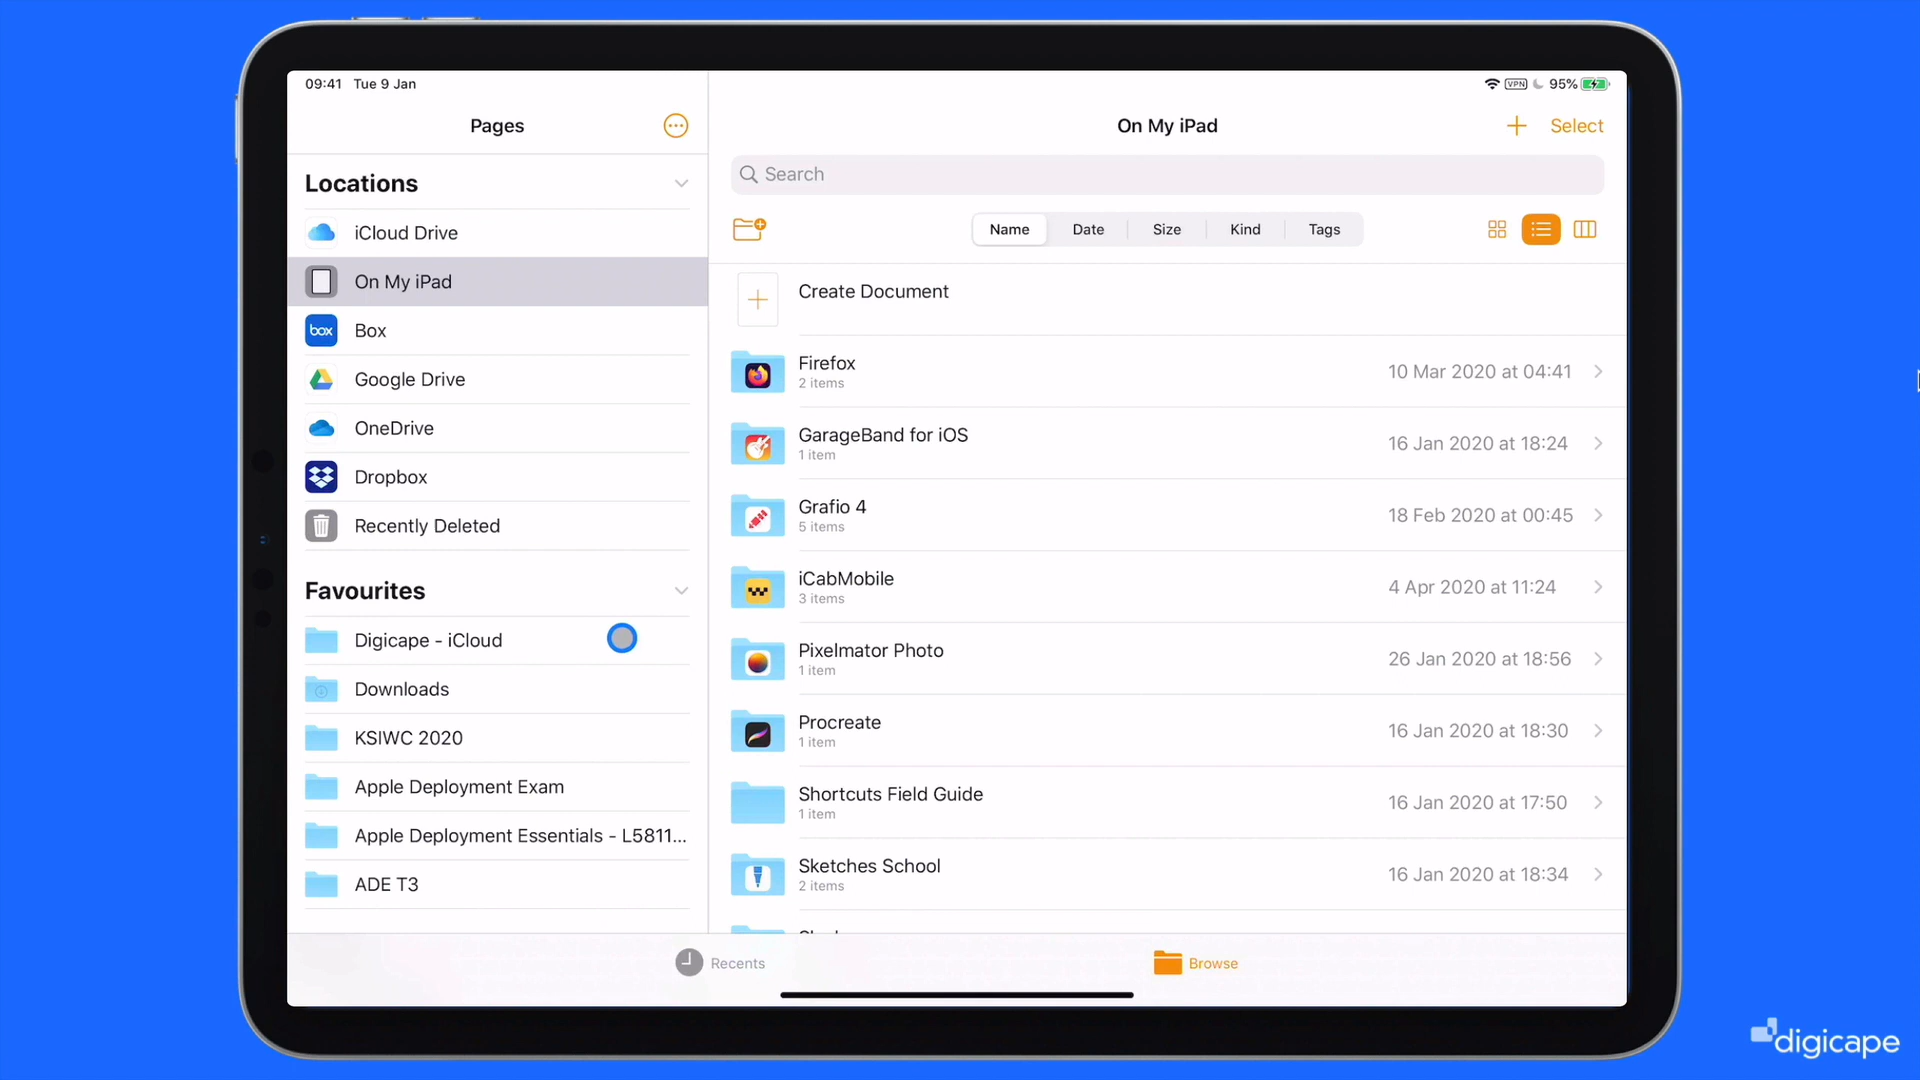 09:41 Tue 9 Jan
VPN 95%
Pages
Locations
iCloud Drive
On My iPad
box Box
Google Drive
OneDrive
Dropbox
Recently Deleted
Favourites
Digicape - iCloud
Downloads
KSIWC 2020
Apple Deployment Exam
Apple Deployment Essentials - L5811...
ADE T3
On My iPad
Select
Search
Name Date Size Kind Tags
Create Document
Firefox
2 items
10 Mar 2020 at 04:41
GarageBand for iOS
1 item
16 Jan 2020 at 18:24
Grafio 4
5 items
18 Feb 2020 at 00:45
iCabMobile
3 items
4 Apr 2020 at 11:24
Pixelmator Photo
1 item
26 Jan 2020 at 18:56
Procreate
1 item
16 Jan 2020 at 18:30
Shortcuts Field Guide
1 item
16 Jan 2020 at 17:50
Sketches School
2 items
16 Jan 2020 at 18:34
Recents
Browse
digicape